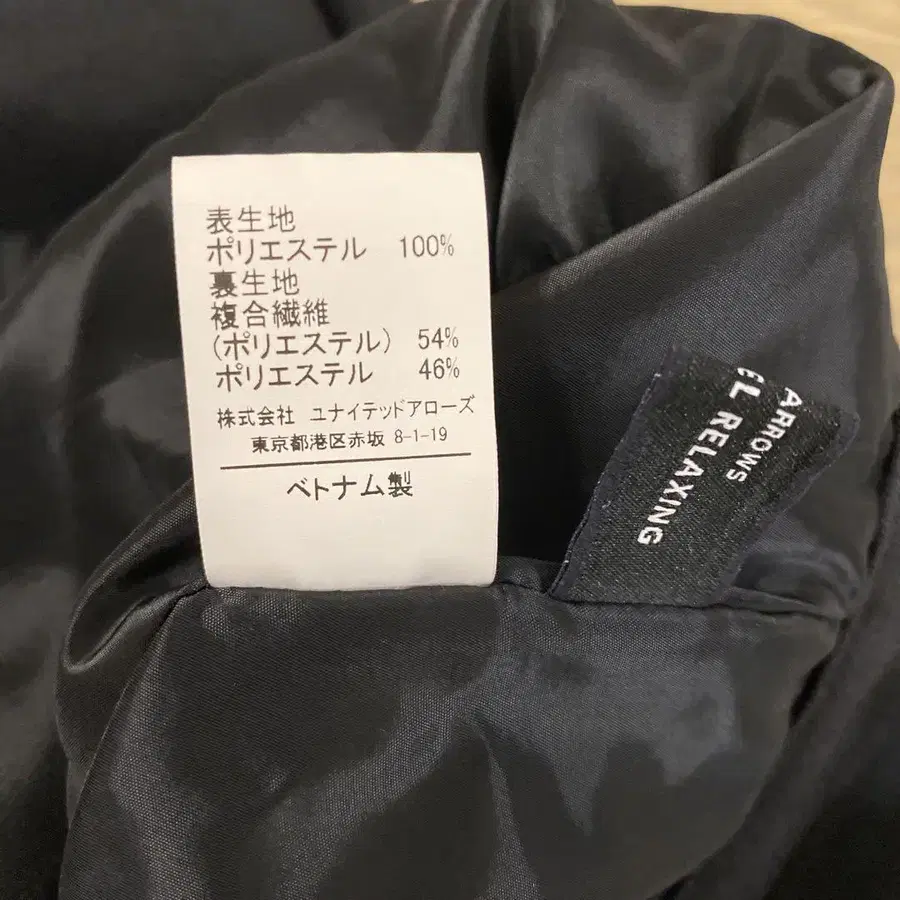 表生地
ポリエステル 100%
裏生地
複合繊維
(ポリエステル) 54%
ポリエステル 46%
株式会社 ユナイテッドアローズ
東京都港区赤坂 8-1-19
ベトナム製
ARROWS
EL RELAXING